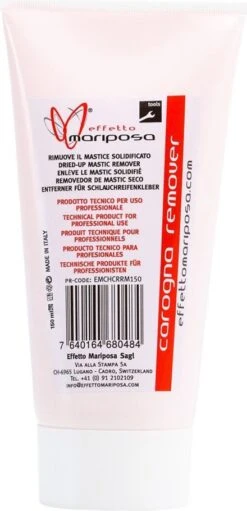 effetto
mariposa
tools
RIMUOVE IL MASTICE SOLIDIFICATO
DRIED-UP MASTIC REMOVER
ENLÈVE LE MASTIC SOLIDIFIÉ
REMOVEDOR DE MASTIC SECO
ENTFERNER FÜR SCHLAUCHREIFENKLEBER
PRODOTTO TECNICO PER USO
PROFESSIONALE
TECHNICAL PRODUCT FOR
PROFESSIONAL USE
PRODUIT TECHNIQUE POUR
PROFESSIONNELS
PRODUCTO TECNICO PARA
PROFESIONALES
TECHNISCHE PRODUKTE FÜR
PROFESSIONISTEN
PR-CODE: EMCHCRRM150
150 ml
MADE IN ITALY
7 640164 680484
Effetto Mariposa Sagl
VIA ALLA STAMPA 5A
CH-6965 LUGANO - CADRO, SWITZERLAND
TEL. +41 (0) 91 2102109
INFO@EFFETTOMARIPOSA.COM
carogna remover
effettomariposa.com